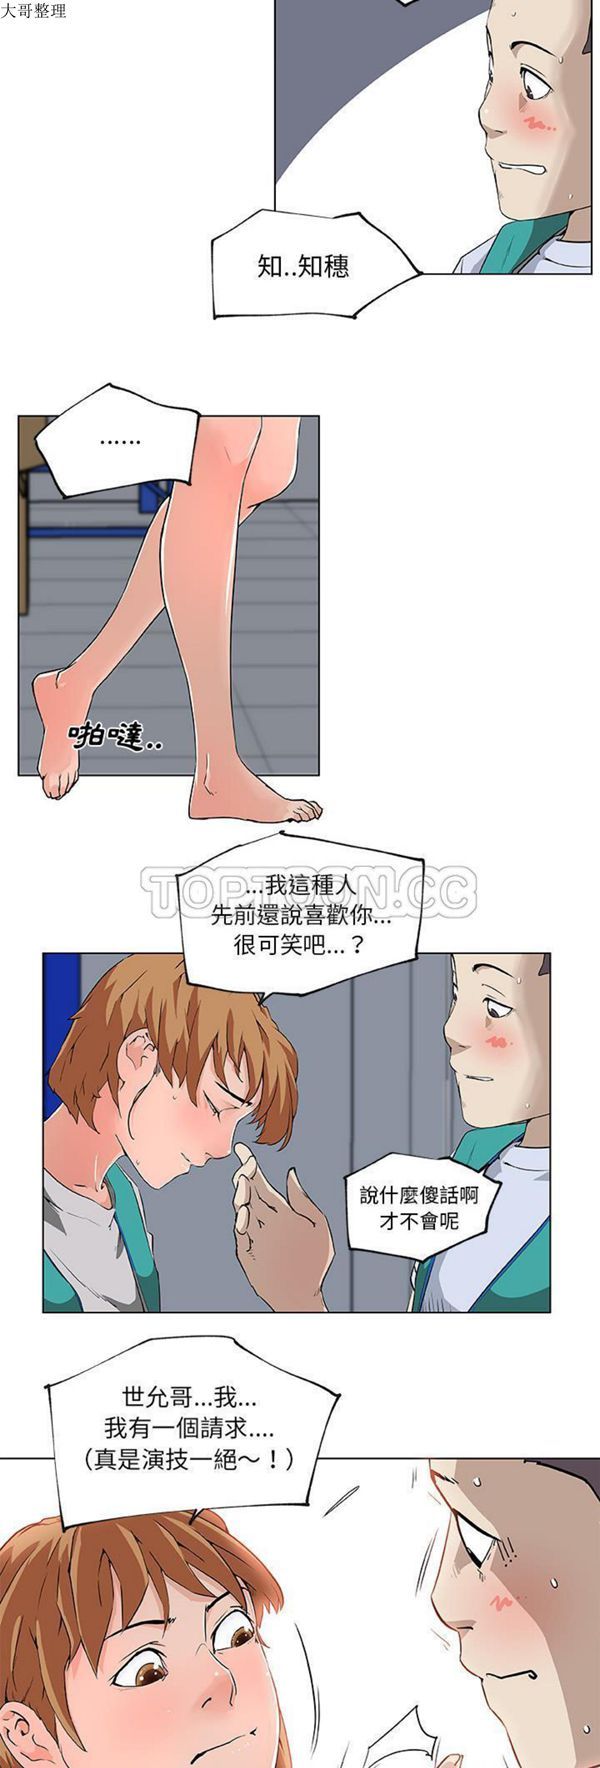 大哥整理
知..知穗
......
啪噠..
TOPTOON.CC
...我這種人
先前還說喜歡你...
很可笑吧...？
說什麼傻話啊
才不會呢
世允哥...我...
我有一個請求....
（真是演技一絕～！）